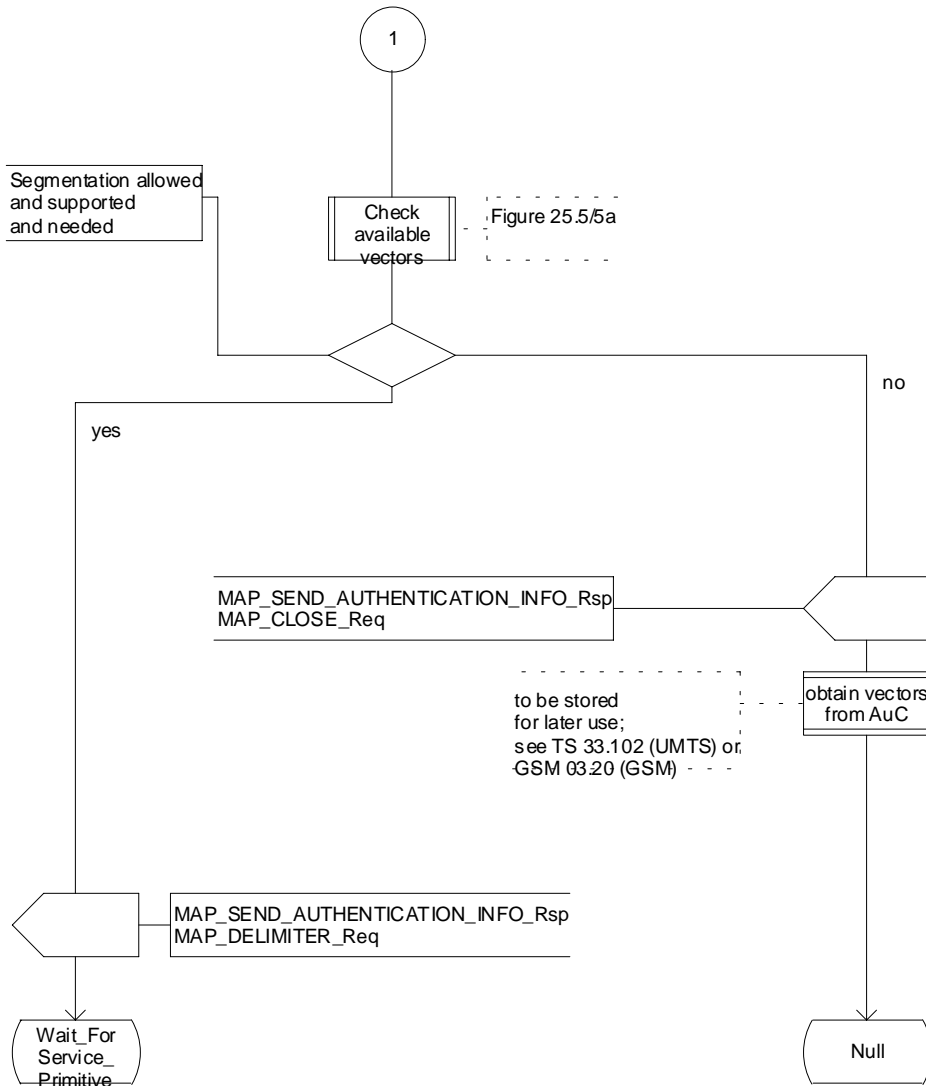 1
Segmentation allowed
and supported
and needed
Check
available
vectors
Figure 25.5/5a
no
yes
MAP_SEND_AUTHENTICATION_INFO_Rsp
MAP_CLOSE_Req
to be stored
for later use;
see TS 33.102 (UMTS) or
GSM 03.20 (GSM)
obtain vectors
from AuC
MAP_SEND_AUTHENTICATION_INFO_Rsp
MAP_DELIMITER_Req
Wait_For
Service_
Primitive
Null